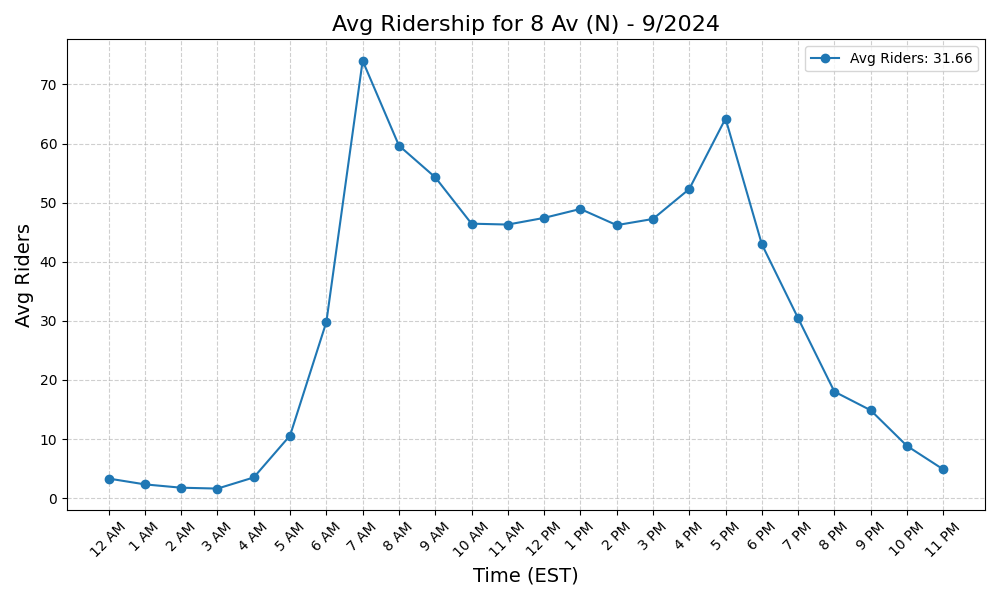 Avg Ridership for 8 Av (N) - 9/2024
Avg Riders: 31.66
Avg Riders
70
60
50
40
30
20
10
0
12 AM
1 AM
2 AM
3 AM
4 AM
5 AM
6 AM
7 AM
8 AM
9 AM
10 AM
11 AM
12 PM
1 PM
2 PM
3 PM
4 PM
5 PM
6 PM
7 PM
8 PM
9 PM
10 PM
11 PM
Time (EST)